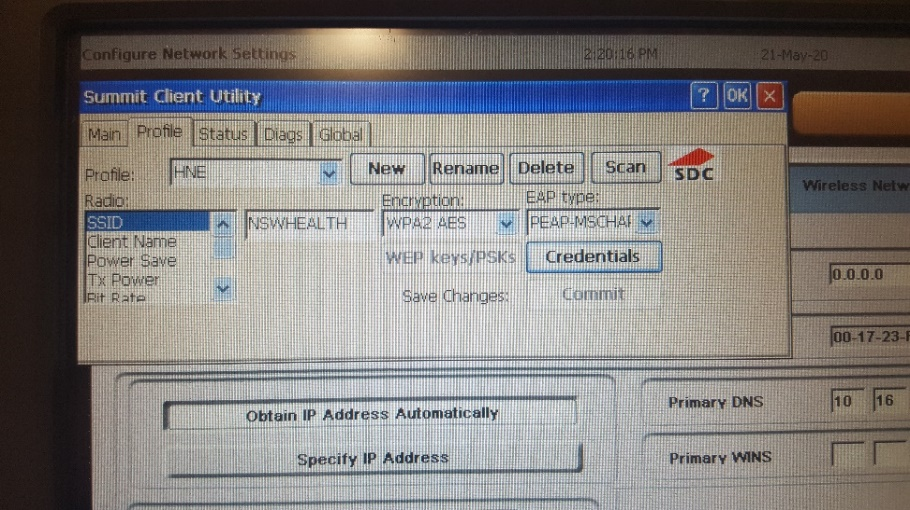 Configure Network Settings 2:20:16 PM 21-May-20
Summit Client Utility ? OK X
Main Profile Status Diags Global
Profile: HNE New Rename Delete Scan SDC
Radio: Encryption: EAP type:
SSID NSWHEALTH WPA2 AES PEAP-MSCHAP
Client Name
Power Save WEP keys/PSKs Credentials
Tx Power
Bit Rate Save Changes: Commit
Wireless Netw
0.0.0.0
00-17-23-F
Obtain IP Address Automatically
Specify IP Address
Primary DNS 10 16
Primary WINS